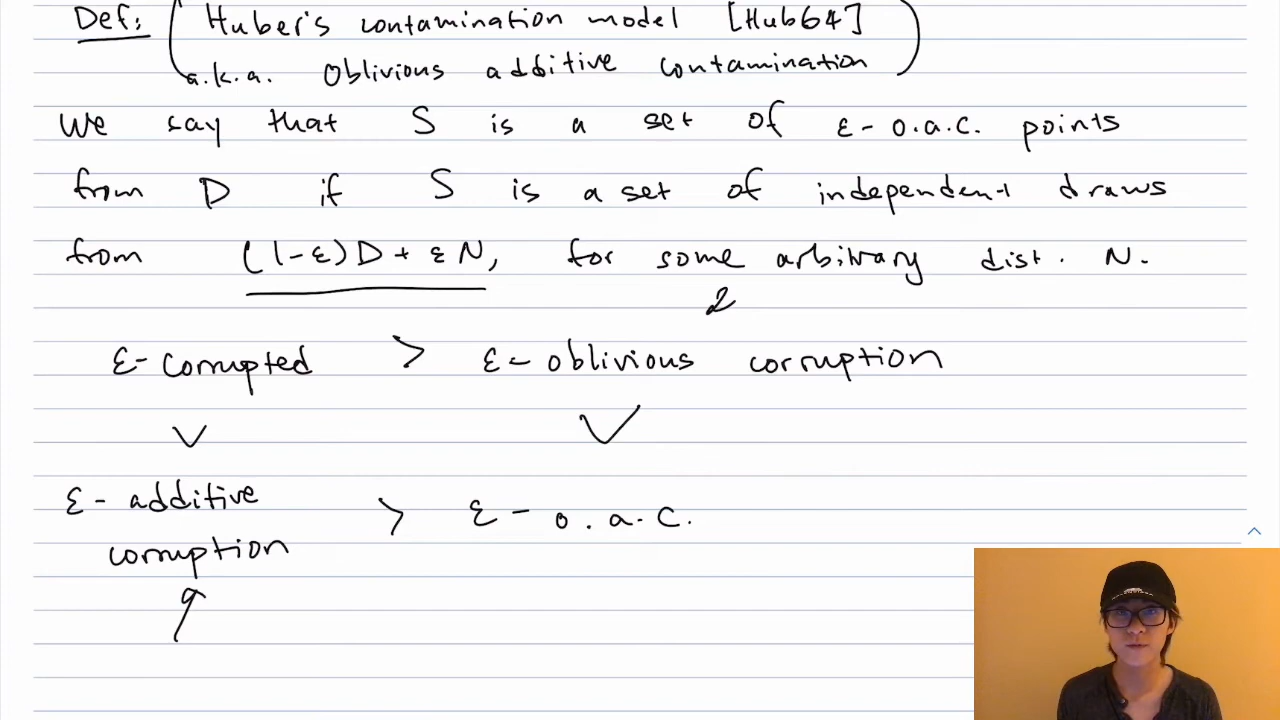 Def: (Huber's contamination model [Hub64]
a.k.a. Oblivious additive contamination)
We say that S is a set of ε-o.a.c. points
from D if S is a set of independent draws
from (1-ε)D + εN, for some arbitrary dist. N.
2
ε-corrupted > ε-oblivious corruption
∨ ∨
ε-additive > ε-o.a.c.
corruption